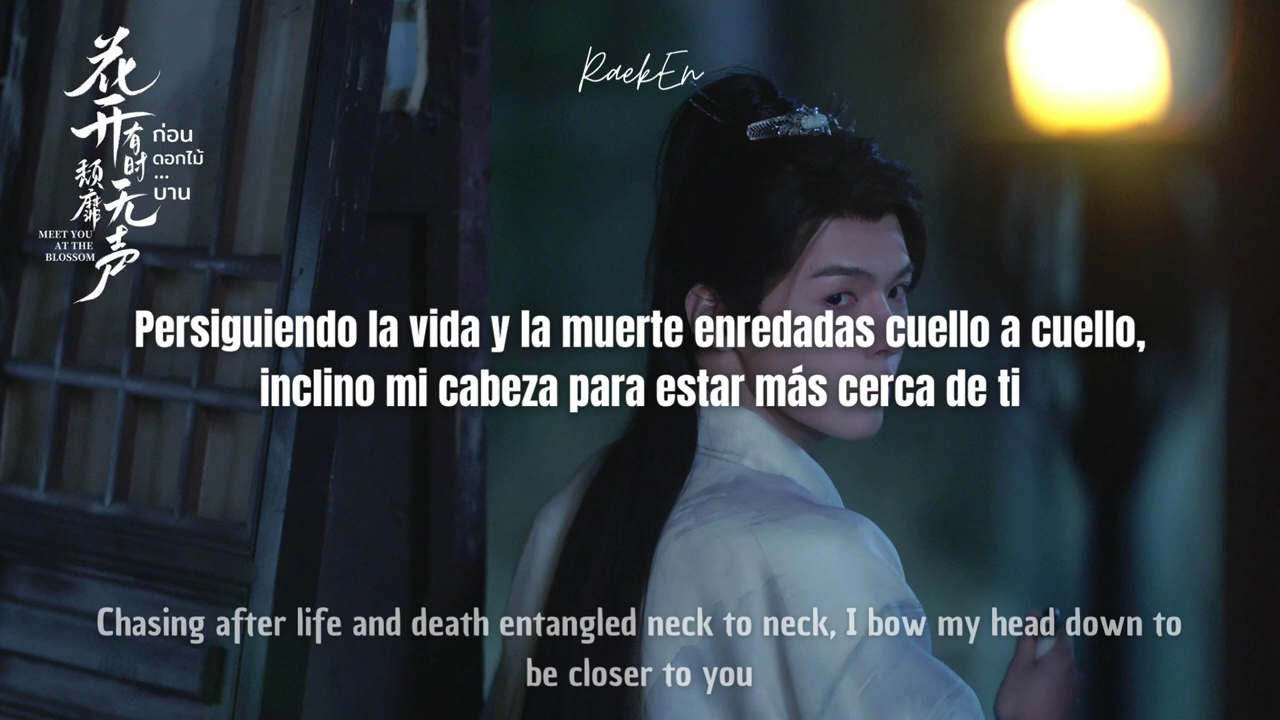 花开有时颓靡无声
ก่อน
ดอกไม้
...
บาน
MEET YOU
AT THE
BLOSSOM
RaekEn
Persiguiendo la vida y la muerte enredadas cuello a cuello,
inclino mi cabeza para estar más cerca de ti
Chasing after life and death entangled neck to neck, I bow my head down to
be closer to you